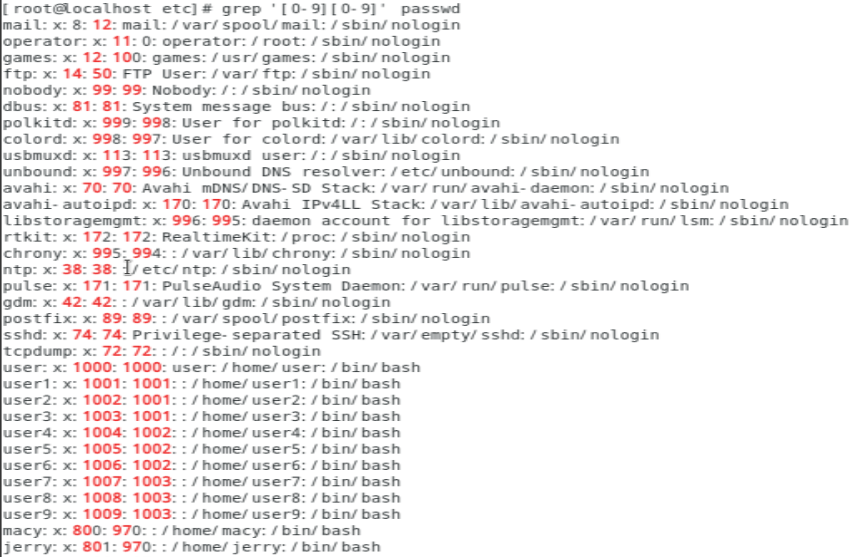 [root@localhost etc]# grep '[0-9][0-9]' passwd
mail:x:8:12:mail:/var/spool/mail:/sbin/nologin
operator:x:11:0:operator:/root:/sbin/nologin
games:x:12:100:games:/usr/games:/sbin/nologin
ftp:x:14:50:FTP User:/var/ftp:/sbin/nologin
nobody:x:99:99:Nobody:/:/sbin/nologin
dbus:x:81:81:System message bus:/:/sbin/nologin
polkitd:x:999:998:User for polkitd:/:/sbin/nologin
colord:x:998:997:User for colord:/var/lib/colord:/sbin/nologin
usbmuxd:x:113:113:usbmuxd user:/:/sbin/nologin
unbound:x:997:996:Unbound DNS resolver:/etc/unbound:/sbin/nologin
avahi:x:70:70:Avahi mDNS/DNS-SD Stack:/var/run/avahi-daemon:/sbin/nologin
avahi-autoipd:x:170:170:Avahi IPv4LL Stack:/var/lib/avahi-autoipd:/sbin/nologin
libstoragemgmt:x:996:995:daemon account for libstoragemgmt:/var/run/lsm:/sbin/nologin
rtkit:x:172:172:RealtimeKit:/proc:/sbin/nologin
chrony:x:995:994::/var/lib/chrony:/sbin/nologin
ntp:x:38:38::/etc/ntp:/sbin/nologin
pulse:x:171:171:PulseAudio System Daemon:/var/run/pulse:/sbin/nologin
gdm:x:42:42::/var/lib/gdm:/sbin/nologin
postfix:x:89:89::/var/spool/postfix:/sbin/nologin
sshd:x:74:74:Privilege-separated SSH:/var/empty/sshd:/sbin/nologin
tcpdump:x:72:72::/:/sbin/nologin
user:x:1000:1000:user:/home/user:/bin/bash
user1:x:1001:1001::/home/user1:/bin/bash
user2:x:1002:1001::/home/user2:/bin/bash
user3:x:1003:1001::/home/user3:/bin/bash
user4:x:1004:1002::/home/user4:/bin/bash
user5:x:1005:1002::/home/user5:/bin/bash
user6:x:1006:1002::/home/user6:/bin/bash
user7:x:1007:1003::/home/user7:/bin/bash
user8:x:1008:1003::/home/user8:/bin/bash
user9:x:1009:1003::/home/user9:/bin/bash
macy:x:800:970::/home/macy:/bin/bash
jerry:x:801:970::/home/jerry:/bin/bash